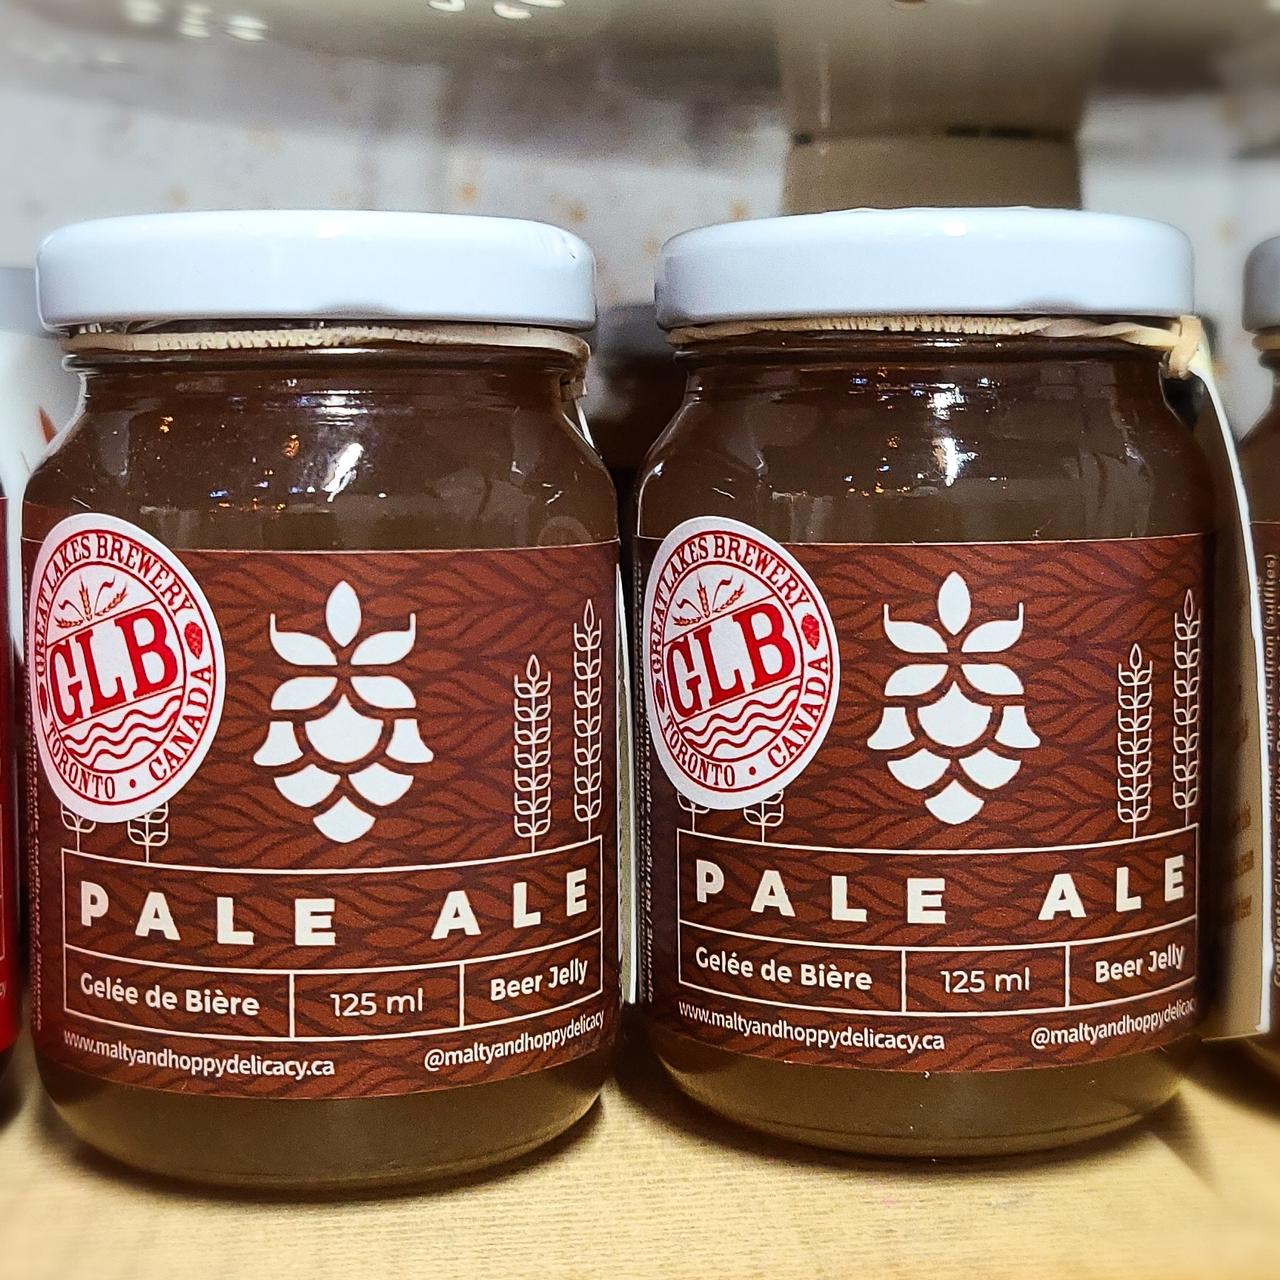 GREAT LAKES BREWERY
GLB
TORONTO • CANADA
PALE ALE
Gelée de Bière
125 ml
Beer Jelly
www.maltyandhoppydelicacy.ca
@maltyandhoppydelicacy
GREAT LAKES BREWERY
GLB
TORONTO • CANADA
PALE ALE
Gelée de Bière
125 ml
Beer Jelly
www.maltyandhoppydelicacy.ca
@maltyandhoppydelicacy
(sulfites)